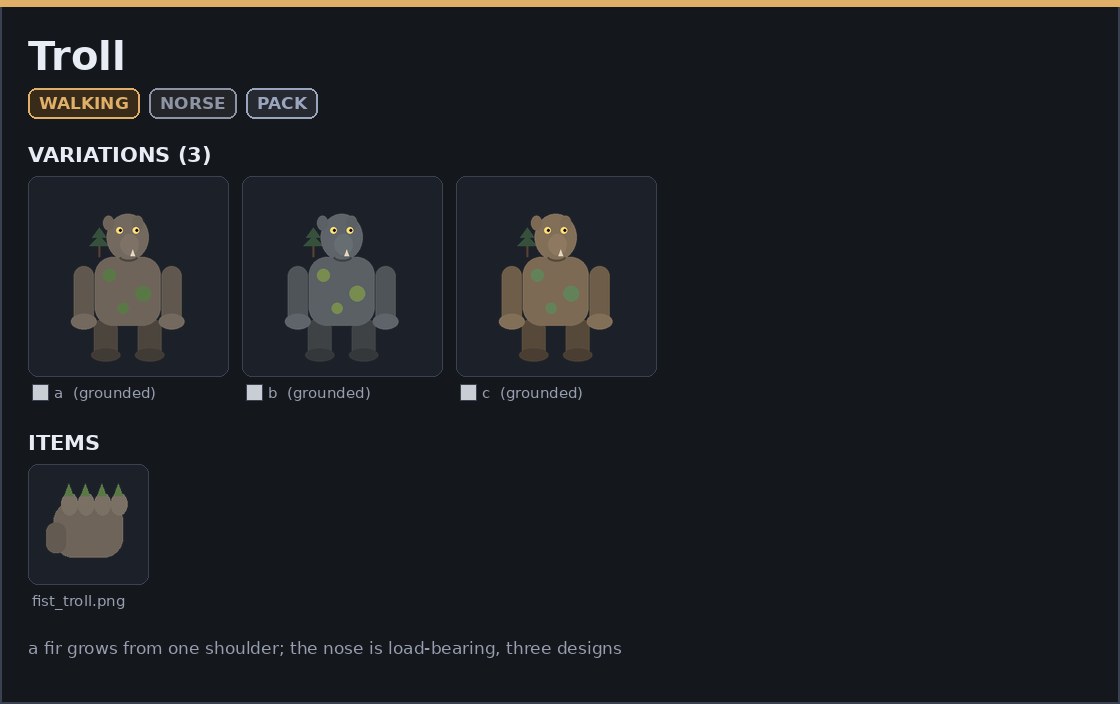 Troll
WALKING NORSE PACK
VARIATIONS (3)
a (grounded) b (grounded) c (grounded)
ITEMS
fist_troll.png
a fir grows from one shoulder; the nose is load-bearing, three designs